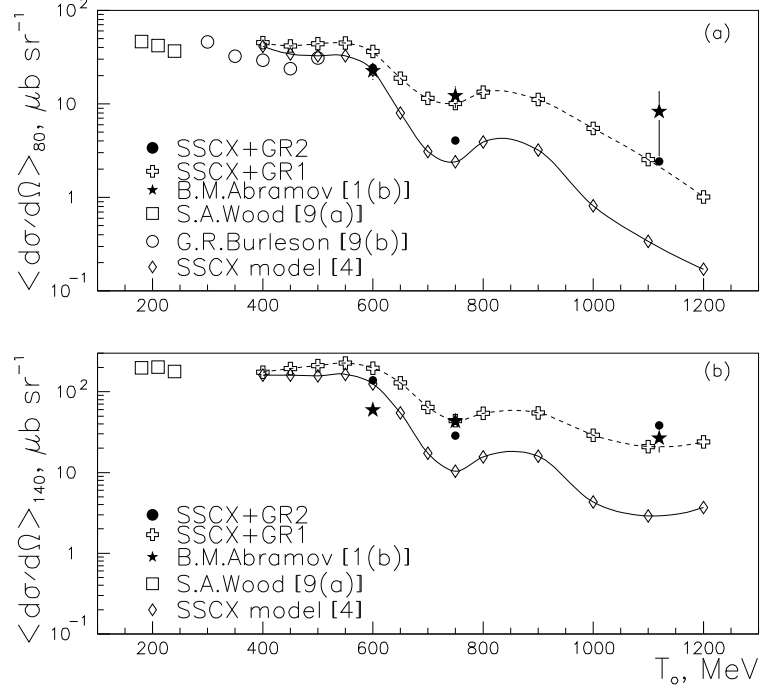 <dσ/dΩ>₈₀, μb sr⁻¹
10²
10
1
10⁻¹
(a)
SSCX+GR2
SSCX+GR1
B.M.Abramov [1(b)]
S.A.Wood [9(a)]
G.R.Burleson [9(b)]
SSCX model [4]
200 400 600 800 1000 1200
<dσ/dΩ>₁₄₀, μb sr⁻¹
10²
10
1
10⁻¹
(b)
SSCX+GR2
SSCX+GR1
B.M.Abramov [1(b)]
S.A.Wood [9(a)]
SSCX model [4]
200 400 600 800 1000 1200
T₀, MeV